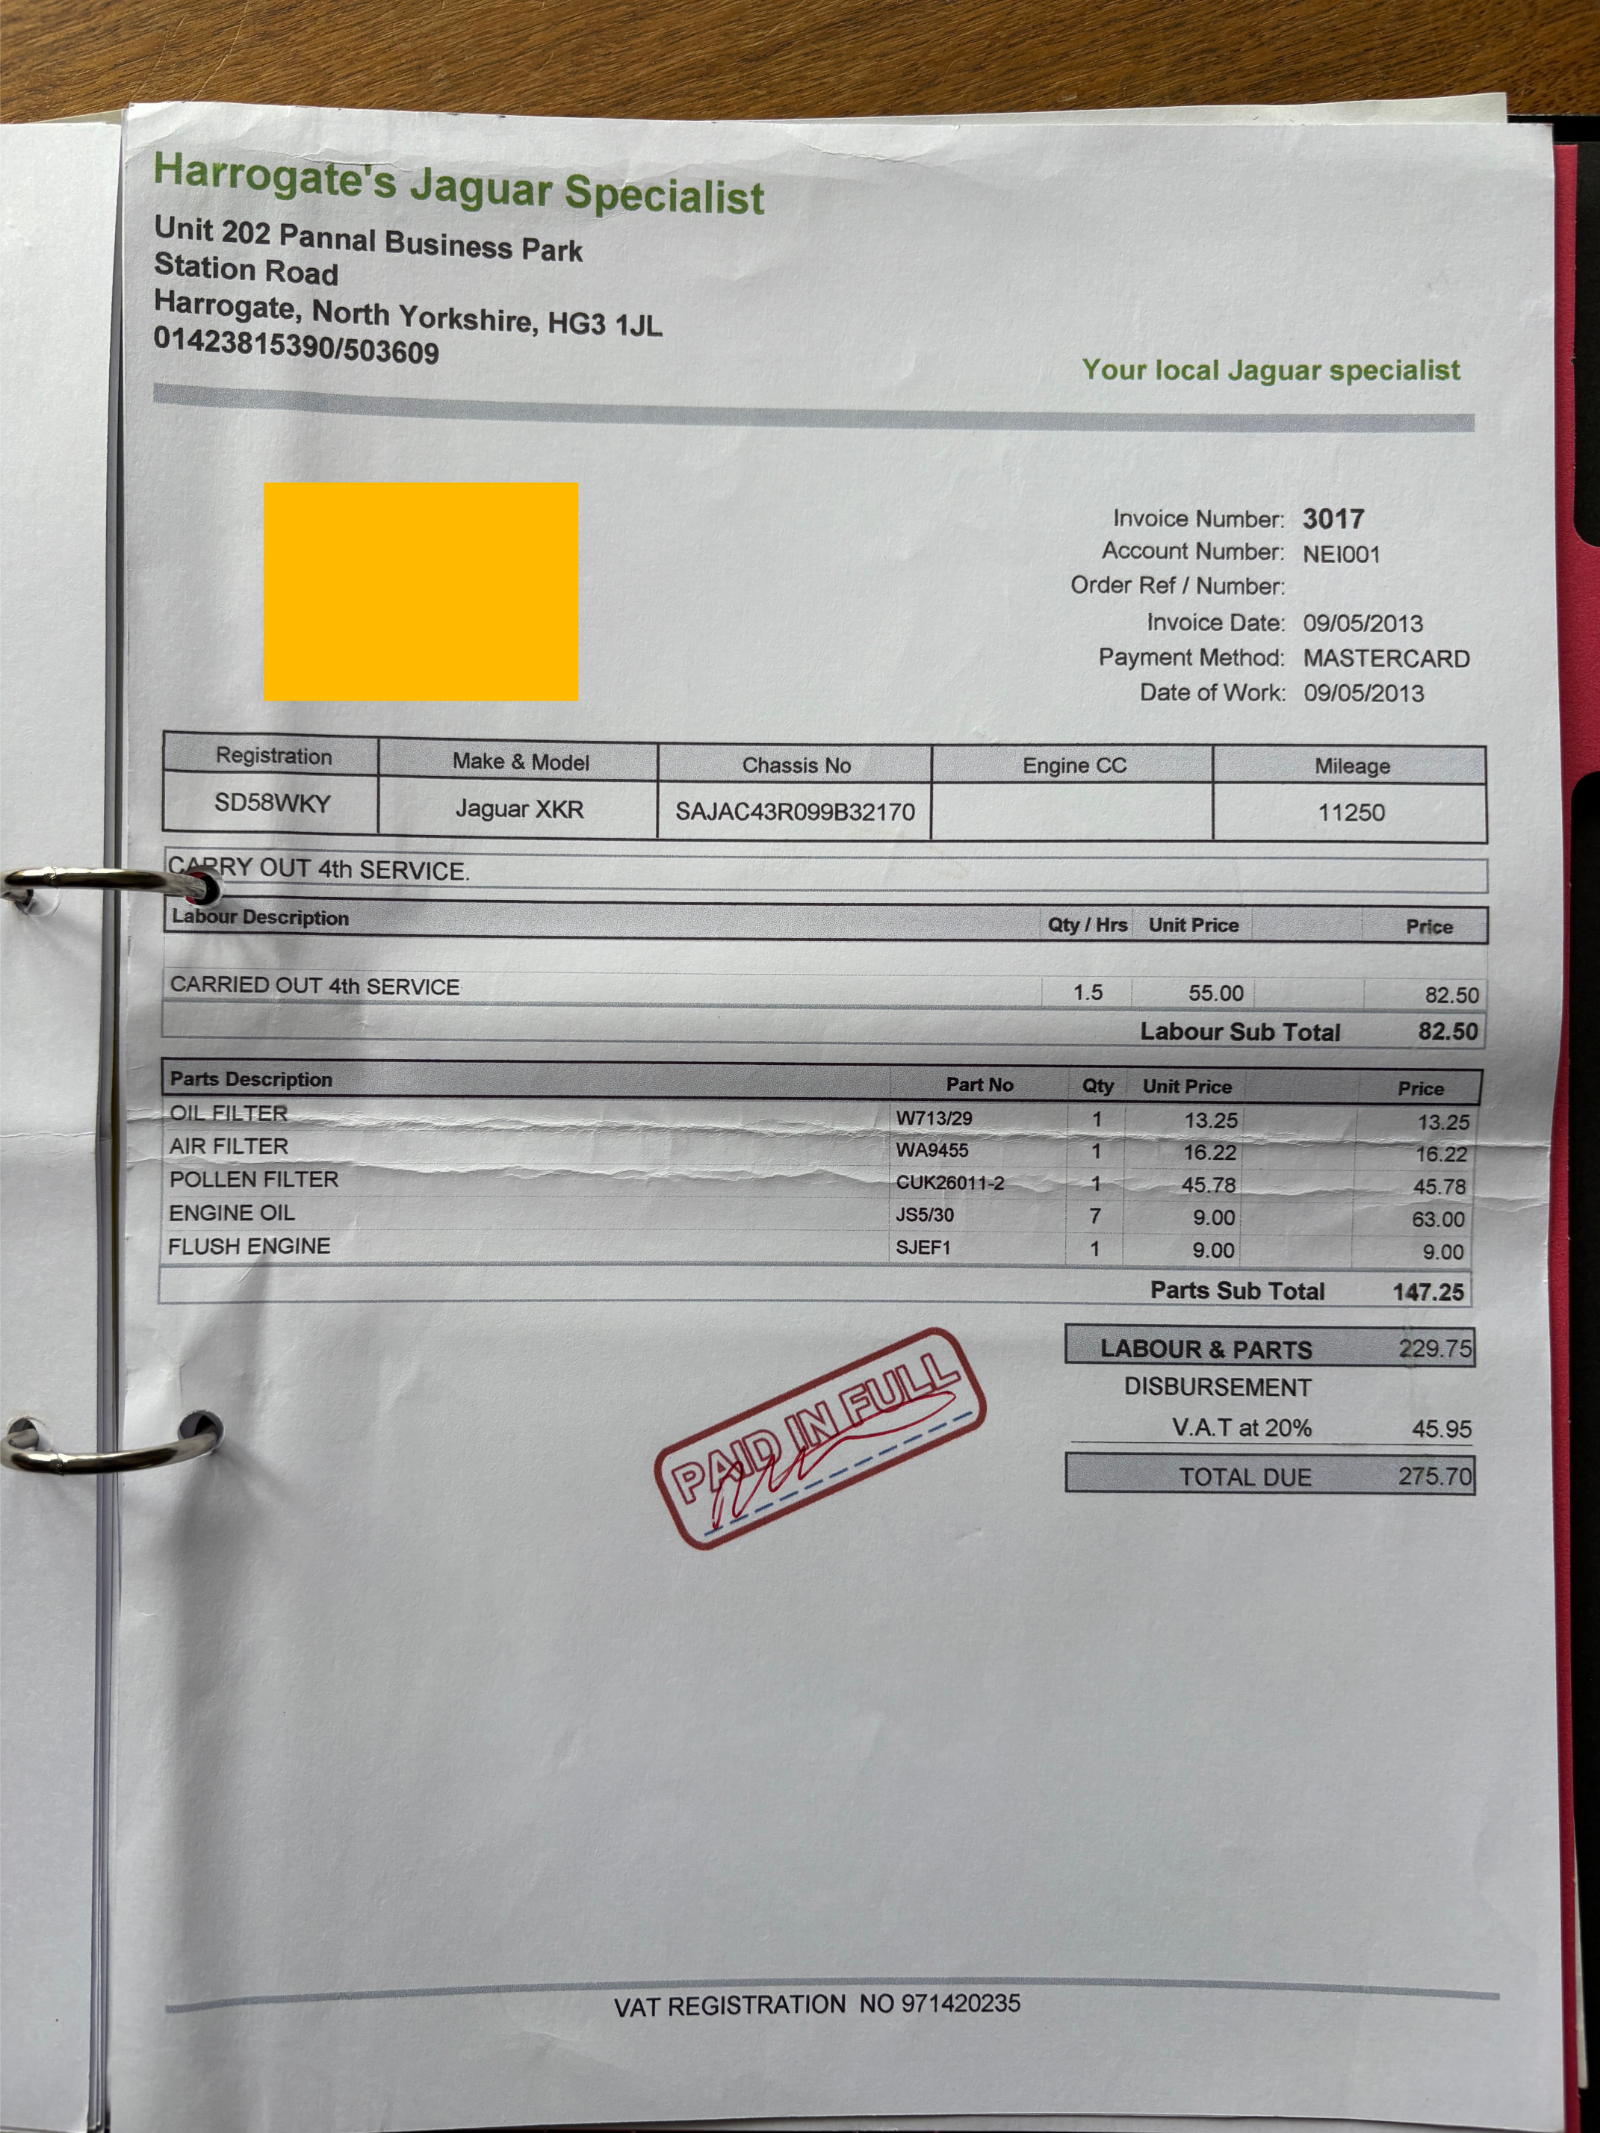 Harrogate's Jaguar Specialist
Unit 202 Pannal Business Park
Station Road
Harrogate, North Yorkshire, HG3 1JL
01423815390/503609
Your local Jaguar specialist
Invoice Number: 3017
Account Number: NEI001
Order Ref / Number:
Invoice Date: 09/05/2013
Payment Method: MASTERCARD
Date of Work: 09/05/2013
Registration Make & Model Chassis No Engine CC Mileage
SD58WKY Jaguar XKR SAJAC43R099B32170 11250
CARRY OUT 4th SERVICE.
Labour Description Qty / Hrs Unit Price Price
CARRIED OUT 4th SERVICE 1.5 55.00 82.50
Labour Sub Total 82.50
Parts Description Part No Qty Unit Price Price
OIL FILTER W713/29 1 13.25 13.25
AIR FILTER WA9455 1 16.22 16.22
POLLEN FILTER CUK26011-2 1 45.78 45.78
ENGINE OIL JS5/30 7 9.00 63.00
FLUSH ENGINE SJEF1 1 9.00 9.00
Parts Sub Total 147.25
LABOUR & PARTS 229.75
DISBURSEMENT
V.A.T at 20% 45.95
TOTAL DUE 275.70
PAID IN FULL
VAT REGISTRATION NO 971420235